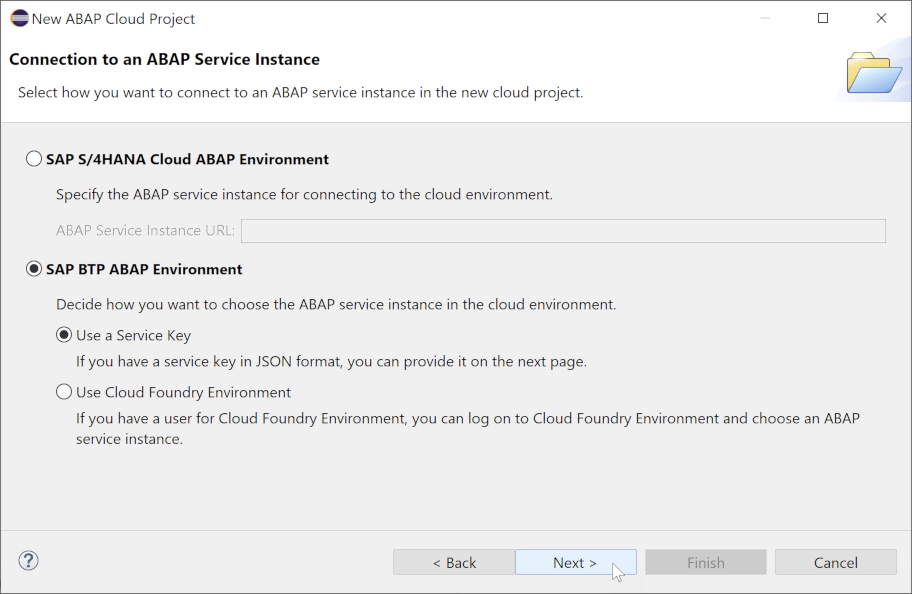 New ABAP Cloud Project
Connection to an ABAP Service Instance
Select how you want to connect to an ABAP service instance in the new cloud project.
SAP S/4HANA Cloud ABAP Environment
Specify the ABAP service instance for connecting to the cloud environment.
ABAP Service Instance URL:
SAP BTP ABAP Environment
Decide how you want to choose the ABAP service instance in the cloud environment.
Use a Service Key
If you have a service key in JSON format, you can provide it on the next page.
Use Cloud Foundry Environment
If you have a user for Cloud Foundry Environment, you can log on to Cloud Foundry Environment and choose an ABAP
service instance.
? < Back Next > Finish Cancel